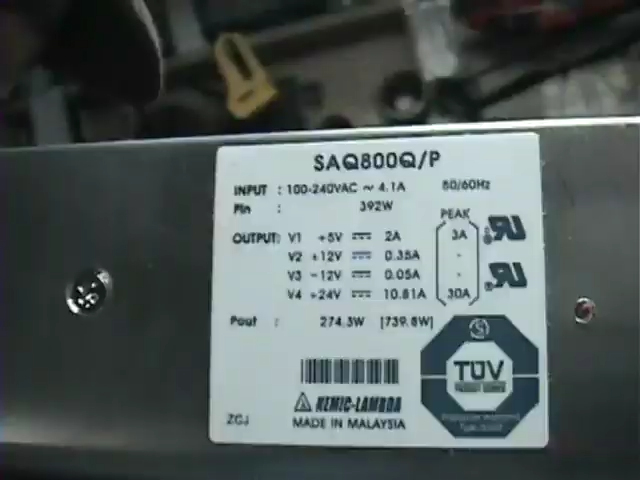 SAQ800Q/P
INPUT : 100-240VAC ~ 4.1A 50/60Hz
Pin : 392W
PEAK
OUTPUT: V1 +5V 2A 3A
V2 +12V 0.35A -
V3 -12V 0.05A -
V4 +24V 10.81A 30A
Pout : 274.3W [739.8W]
TÜV
NEMIC-LAMBDA
ZGJ MADE IN MALAYSIA